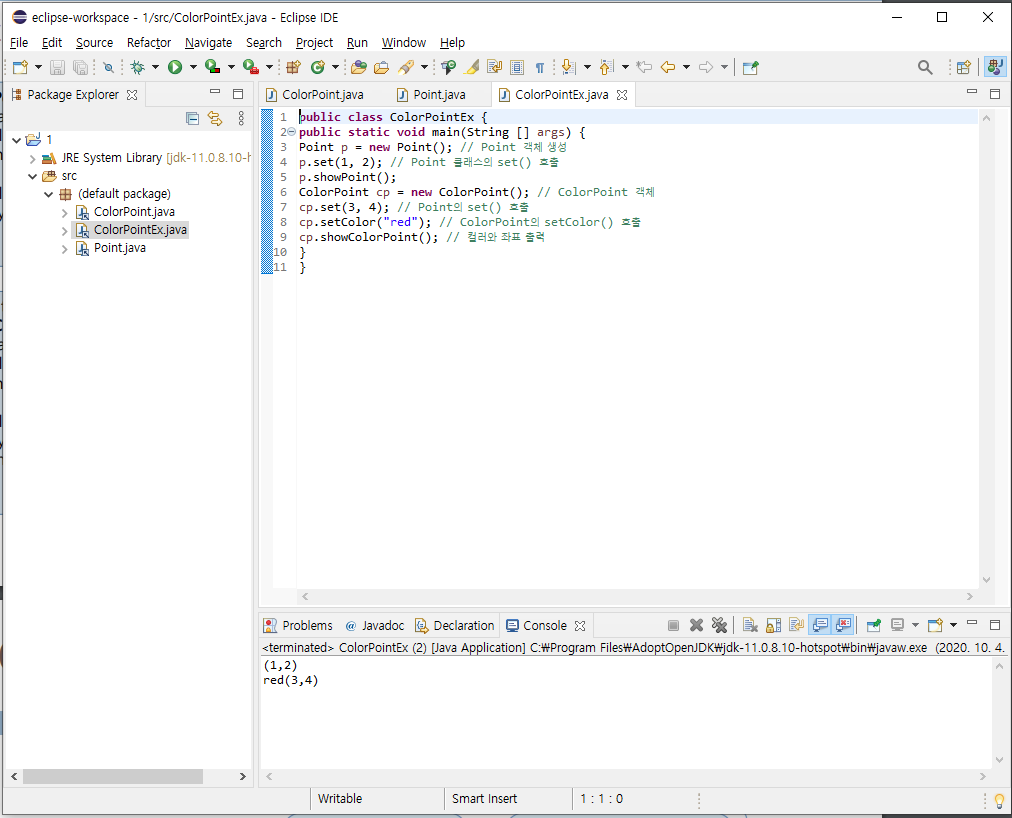 eclipse-workspace - 1/src/ColorPointEx.java - Eclipse IDE
File Edit Source Refactor Navigate Search Project Run Window Help
Package Explorer
1
JRE System Library [jdk-11.0.8.10-h
src
(default package)
ColorPoint.java
ColorPointEx.java
Point.java
ColorPoint.java Point.java ColorPointEx.java
1 public class ColorPointEx {
2 public static void main(String [] args) {
3 Point p = new Point(); // Point 객체 생성
4 p.set(1, 2); // Point 클래스의 set() 호출
5 p.showPoint();
6 ColorPoint cp = new ColorPoint(); // ColorPoint 객체
7 cp.set(3, 4); // Point의 set() 호출
8 cp.setColor("red"); // ColorPoint의 setColor() 호출
9 cp.showColorPoint(); // 컬러와 좌표 출력
10 }
11 }
Problems @ Javadoc Declaration Console
<terminated> ColorPointEx (2) [Java Application] C:₩Program Files₩AdoptOpenJDK₩jdk-11.0.8.10-hotspot₩bin₩javaw.exe (2020. 10. 4.
(1,2)
red(3,4)
Writable Smart Insert 1 : 1 : 0